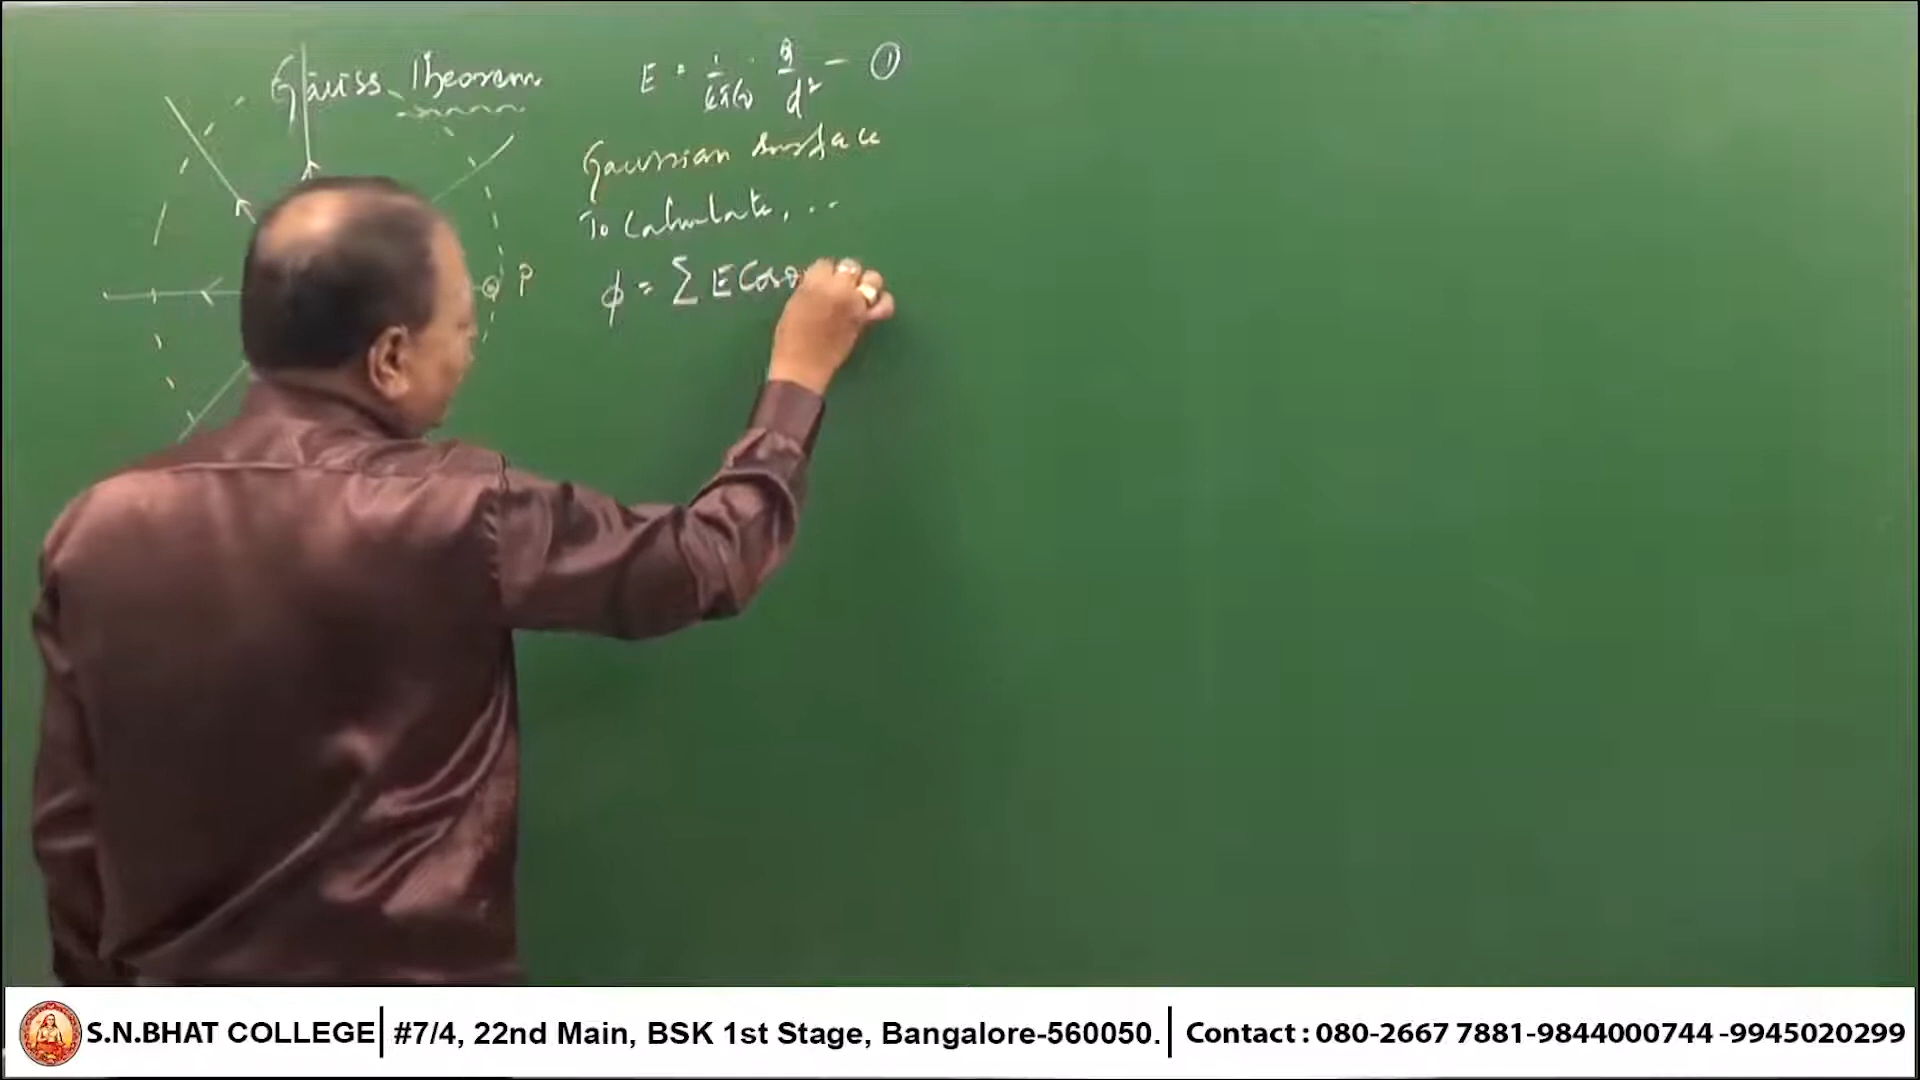 Gauss Theorem
E = 1/4πϵ0 · q/d² — ①
Gaussian surface
To Calculate, ..
P
ϕ = Σ E Cosθ
S.N.BHAT COLLEGE #7/4, 22nd Main, BSK 1st Stage, Bangalore-560050. Contact : 080-2667 7881-9844000744 -9945020299